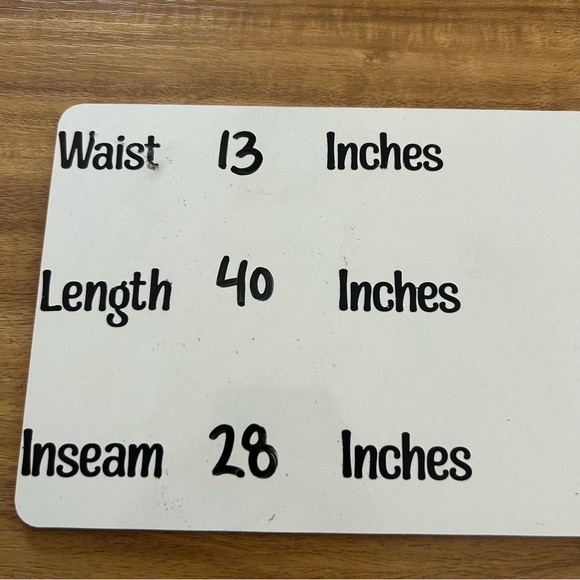 Waist 13 Inches
Length 40 Inches
Inseam 28 Inches